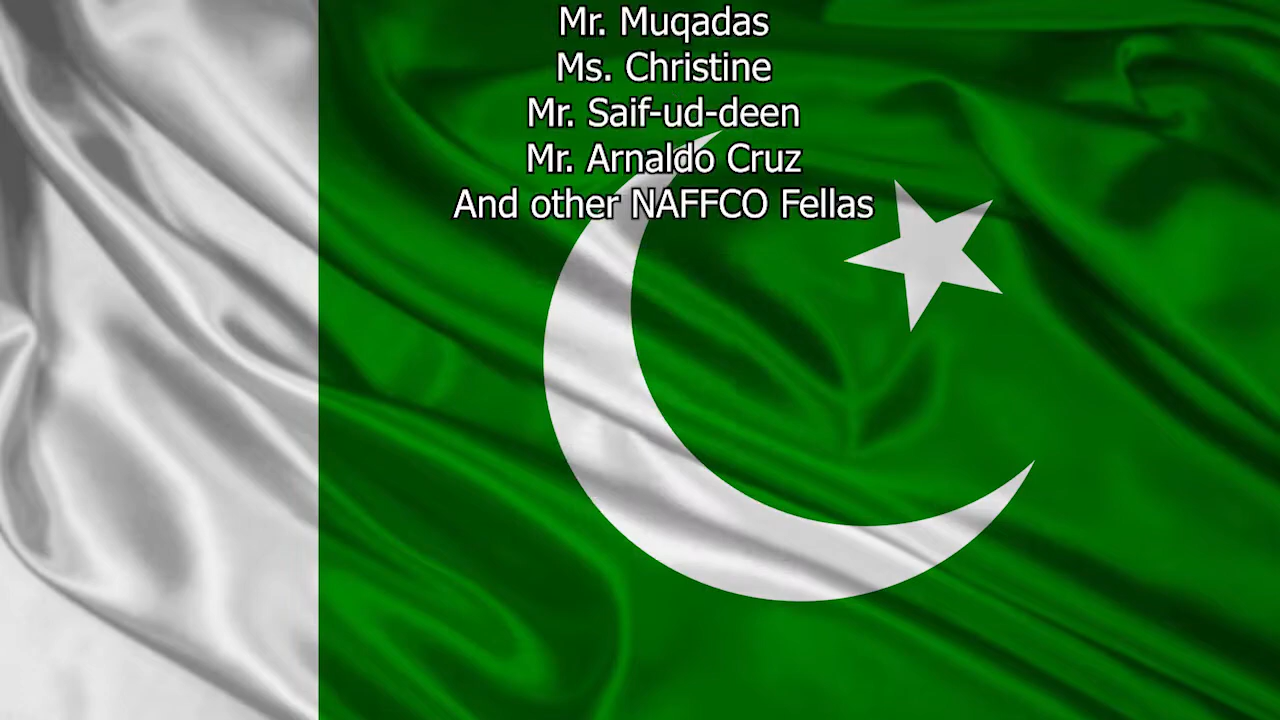 Mr. Muqadas
Ms. Christine
Mr. Saif-ud-deen
Mr. Arnaldo Cruz
And other NAFFCO Fellas